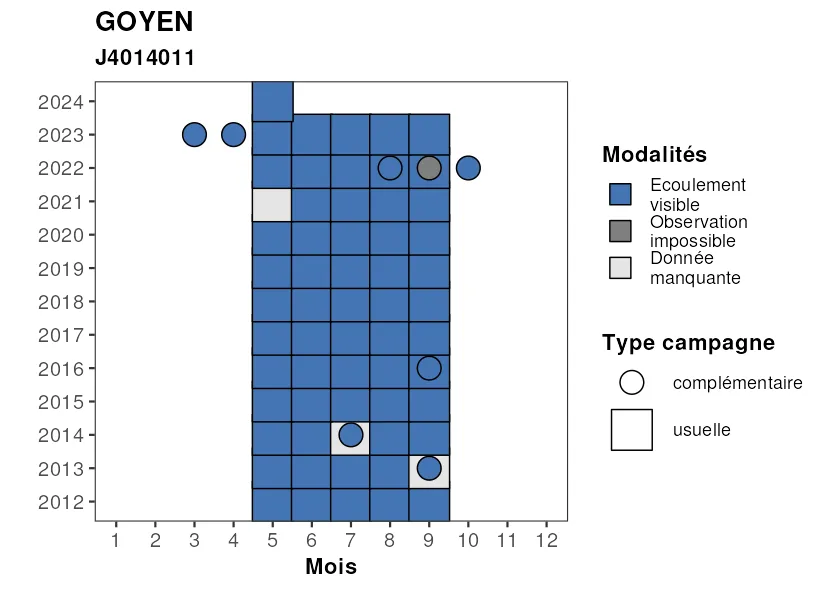 GOYEN
J4014011
2024
2023
2022
2021
2020
2019
2018
2017
2016
2015
2014
2013
2012
1 2 3 4 5 6 7 8 9 10 11 12
Mois
Modalités
Ecoulement
visible
Observation
impossible
Donnée
manquante
Type campagne
complémentaire
usuelle